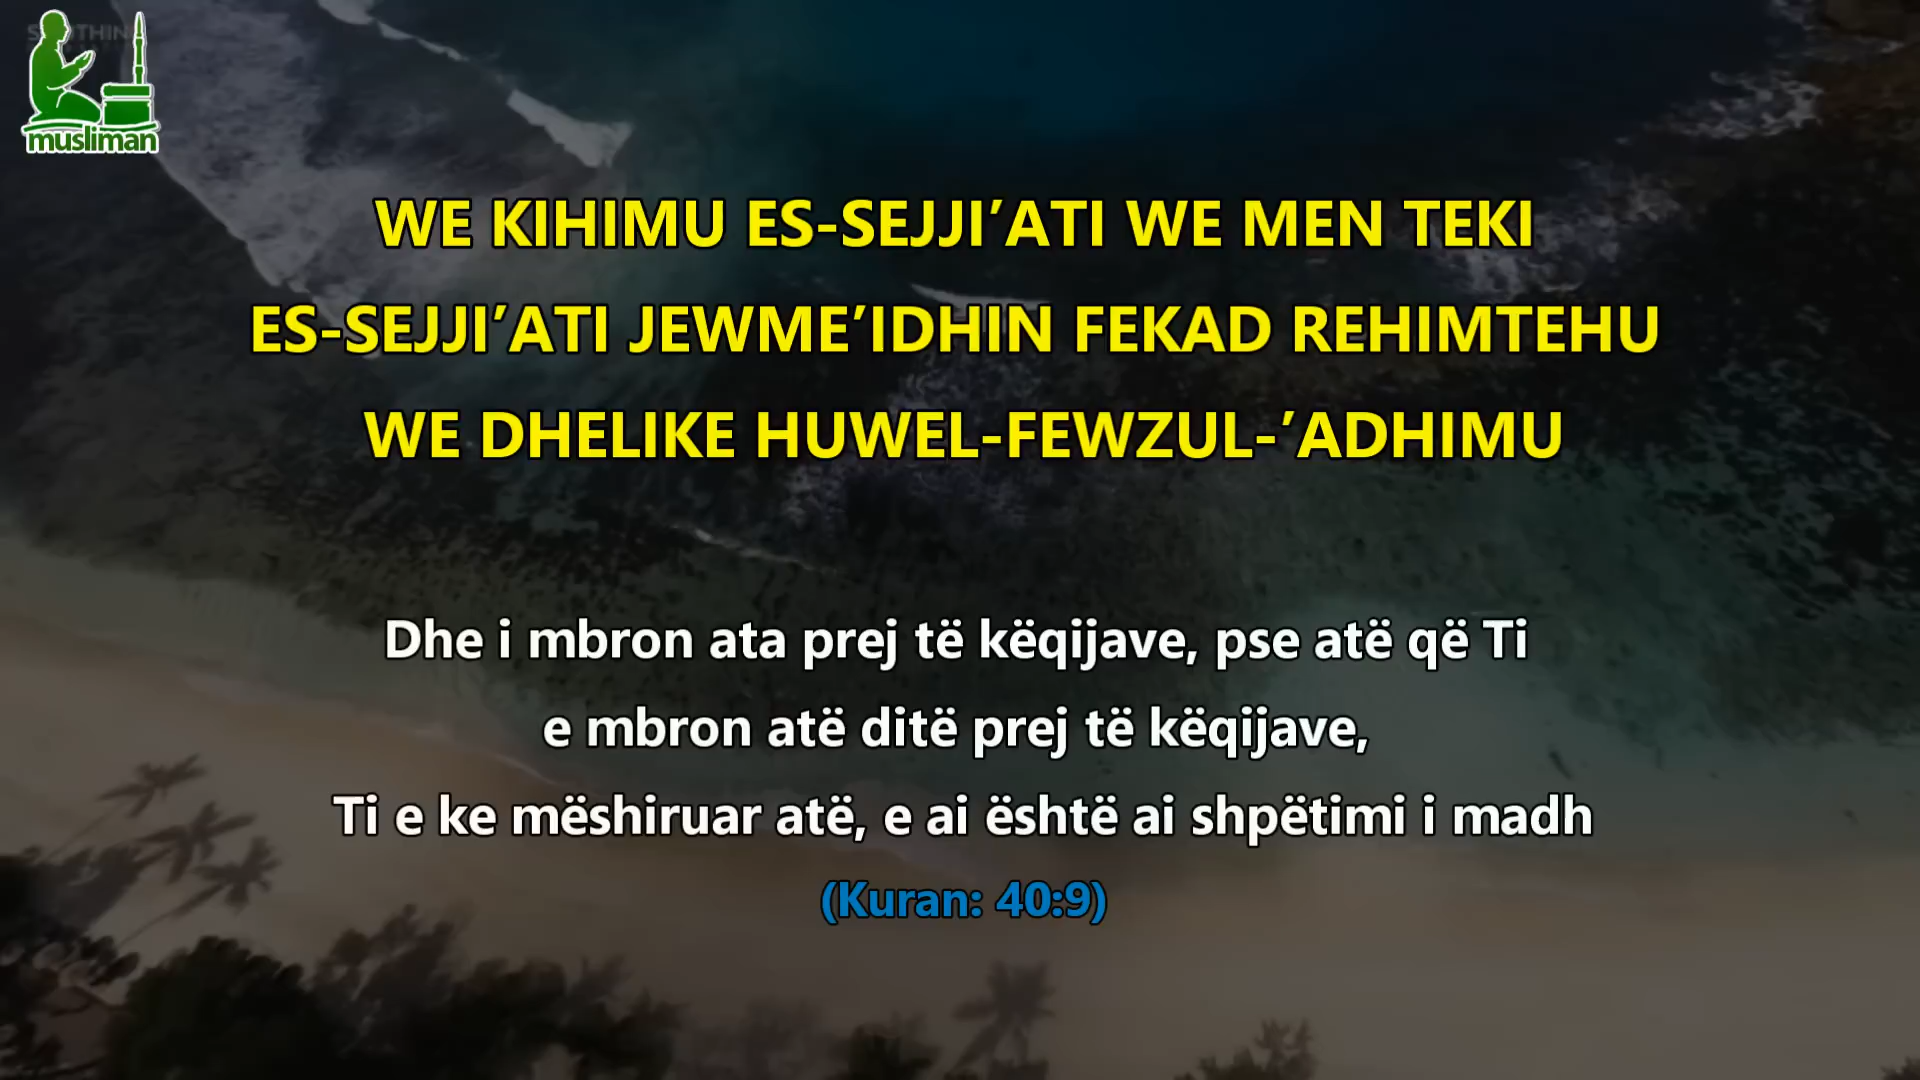 musliman
WE KIHIMU ES-SEJJI’ATI WE MEN TEKI
ES-SEJJI’ATI JEWME’IDHIN FEKAD REHIMTEHU
WE DHELIKE HUWEL-FEWZUL-’ADHIMU
Dhe i mbron ata prej të këqijave, pse atë që Ti
e mbron atë ditë prej të këqijave,
Ti e ke mëshiruar atë, e ai është ai shpëtimi i madh
(Kuran: 40:9)